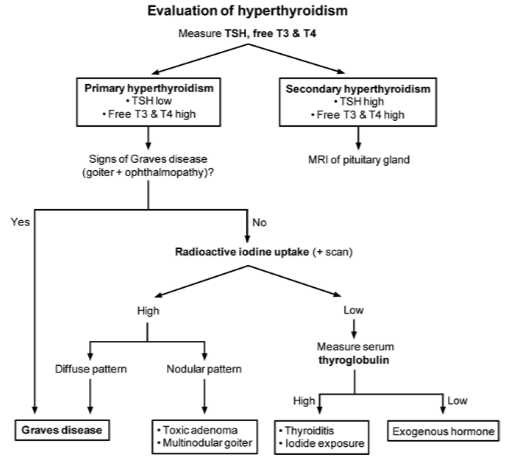 Evaluation of hyperthyroidism
Measure TSH, free T3 & T4
Primary hyperthyroidism
• TSH low
• Free T3 & T4 high
Secondary hyperthyroidism
• TSH high
• Free T3 & T4 high
Signs of Graves disease
(goiter + ophthalmopathy)?
MRI of pituitary gland
Yes
No
Radioactive iodine uptake (+ scan)
High
Low
Measure serum
thyroglobulin
Diffuse pattern
Nodular pattern
High
Low
Graves disease
• Toxic adenoma
• Multinodular goiter
• Thyroiditis
• Iodide exposure
Exogenous hormone